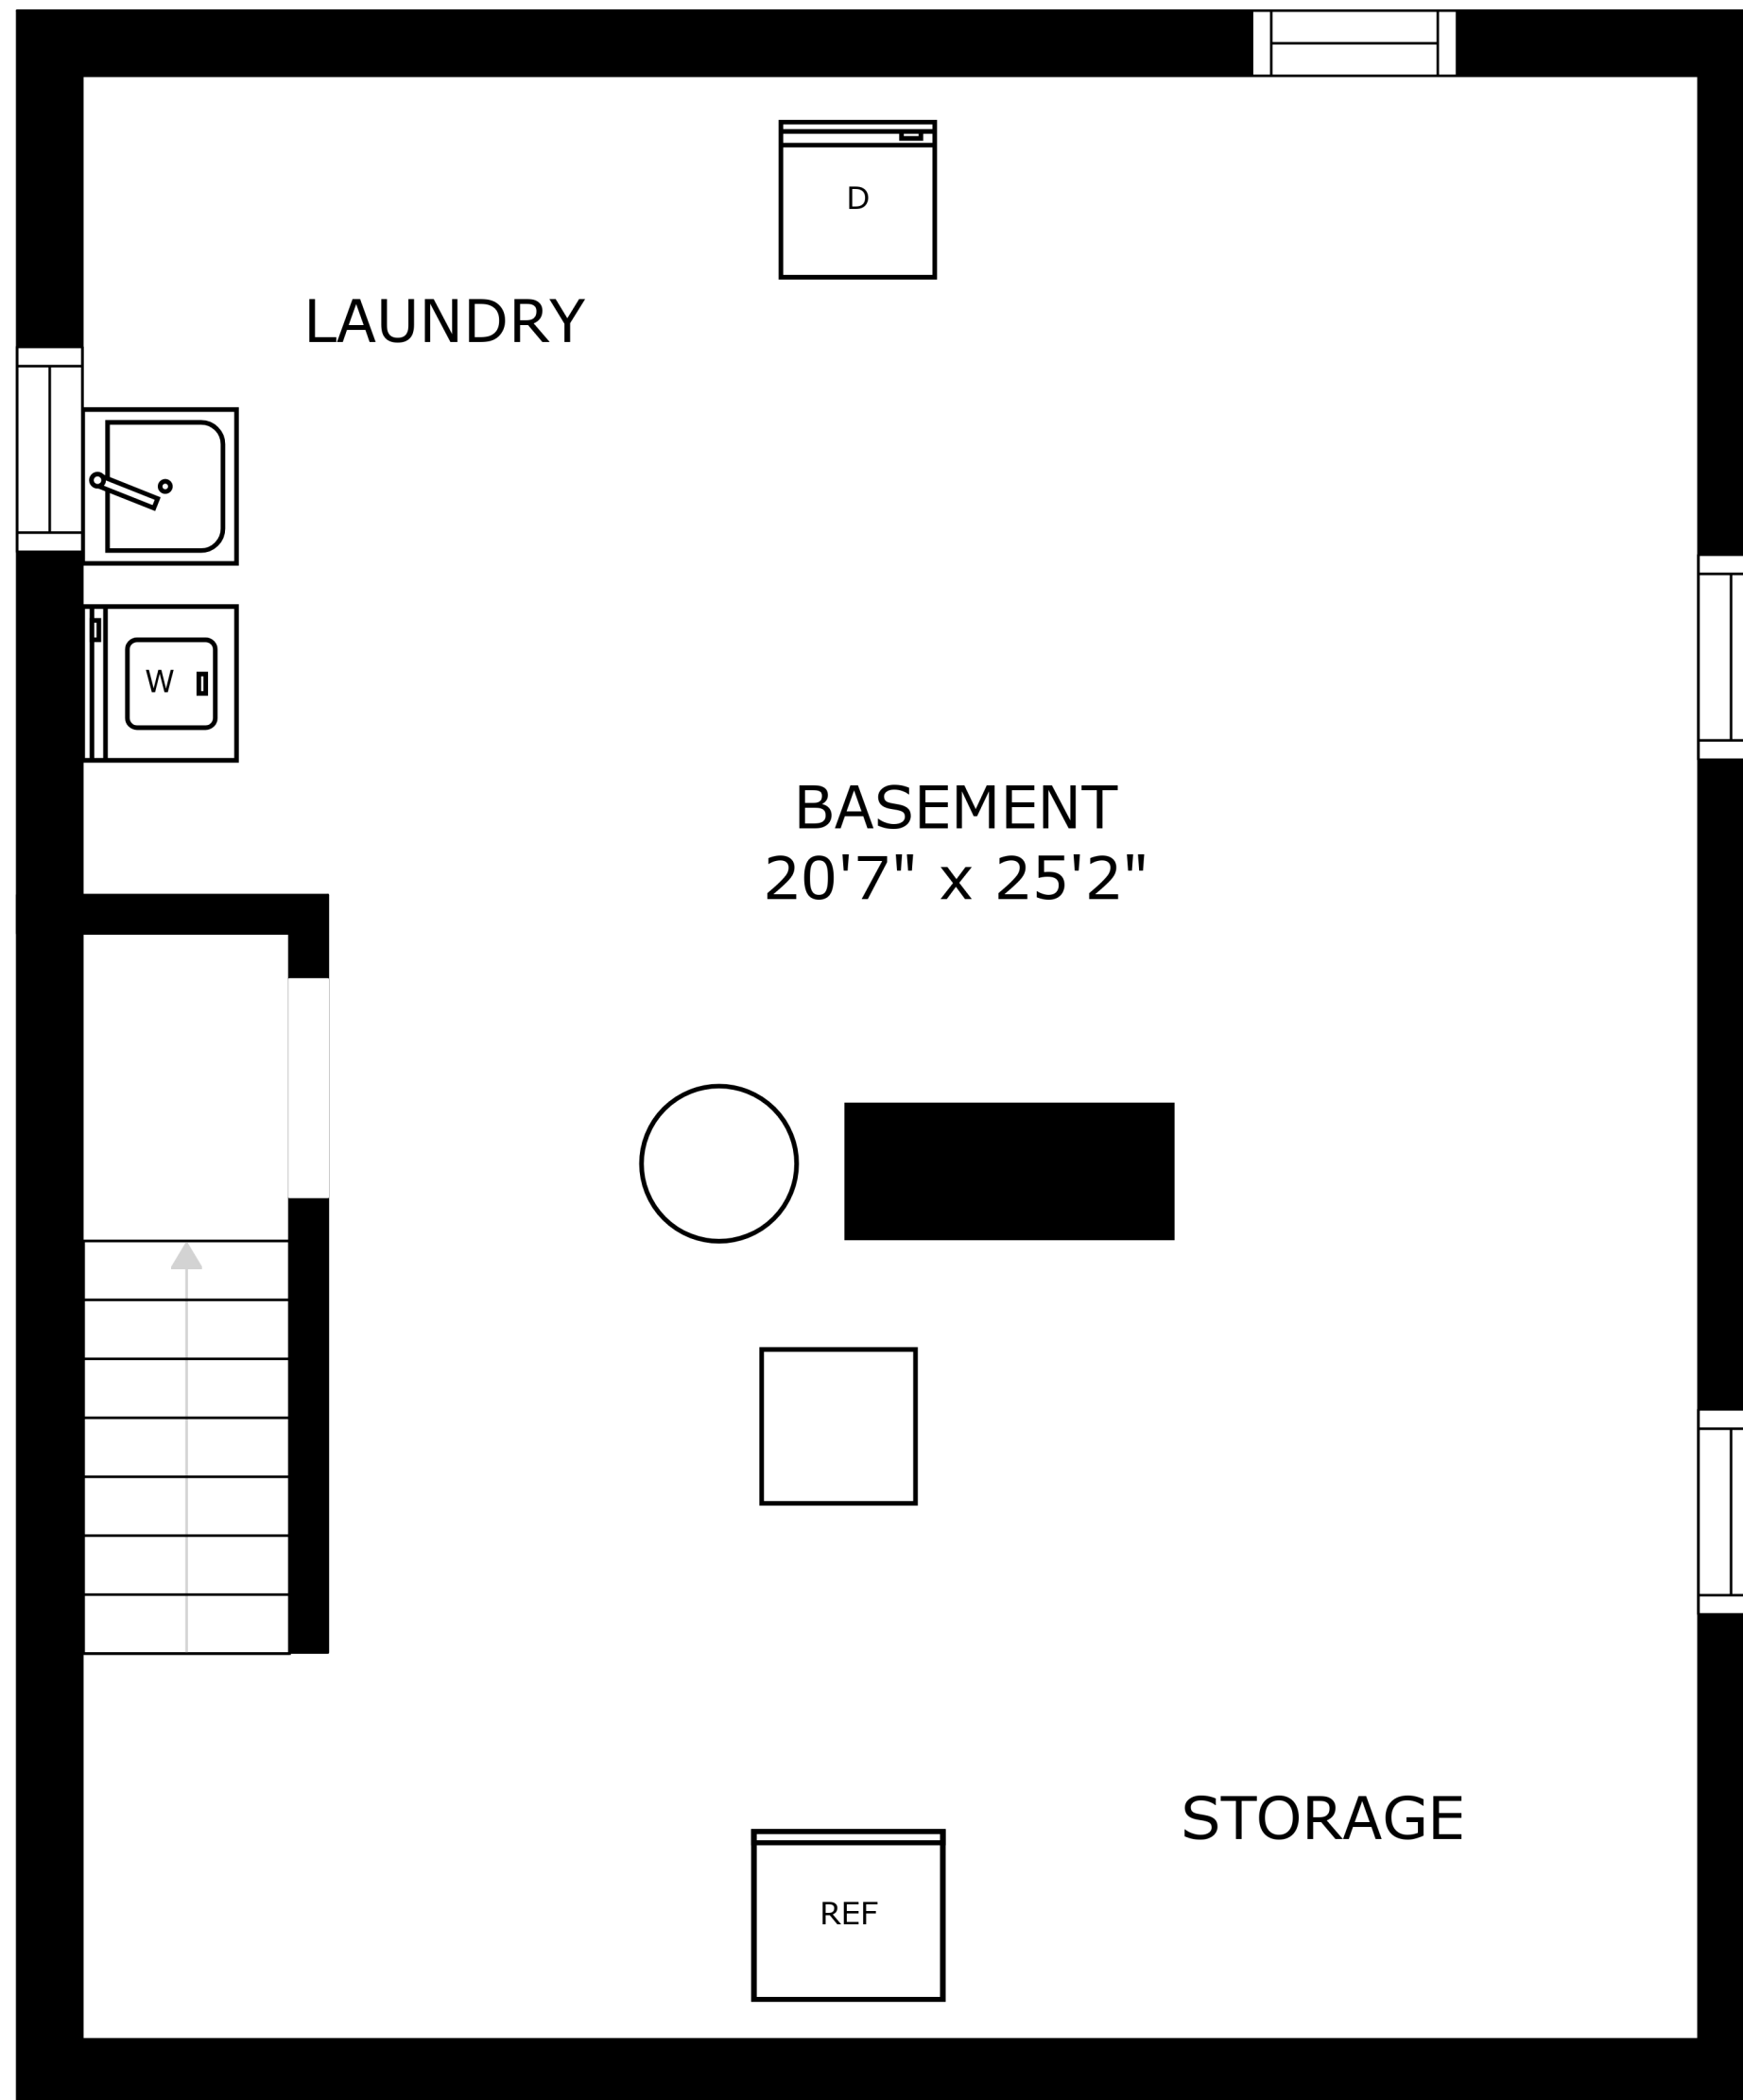 D
LAUNDRY
W
BASEMENT
20'7" x 25'2"
STORAGE
REF